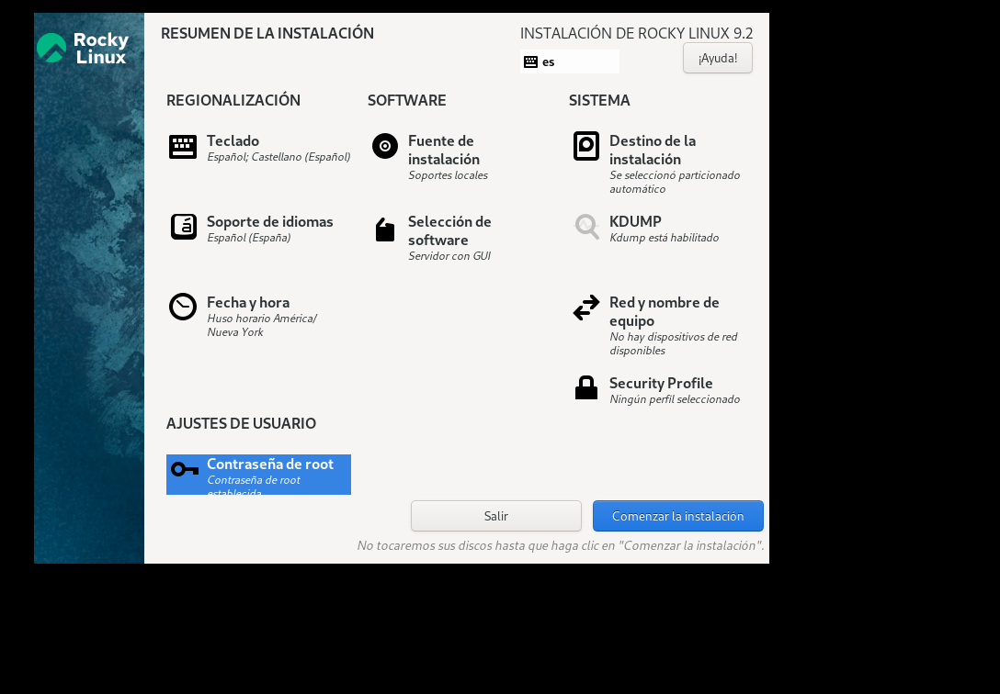 Rocky
Linux
RESUMEN DE LA INSTALACIÓN
INSTALACIÓN DE ROCKY LINUX 9.2
es
¡Ayuda!
REGIONALIZACIÓN
Teclado
Español; Castellano (Español)
Soporte de idiomas
Español (España)
Fecha y hora
Huso horario América/
Nueva York
SOFTWARE
Fuente de
instalación
Soportes locales
Selección de
software
Servidor con GUI
SISTEMA
Destino de la
instalación
Se seleccionó particionado
automático
KDUMP
Kdump está habilitado
Red y nombre de
equipo
No hay dispositivos de red
disponibles
Security Profile
Ningún perfil seleccionado
AJUSTES DE USUARIO
Contraseña de root
Contraseña de root
establecida
Salir
Comenzar la instalación
No tocaremos sus discos hasta que haga clic en "Comenzar la instalación".